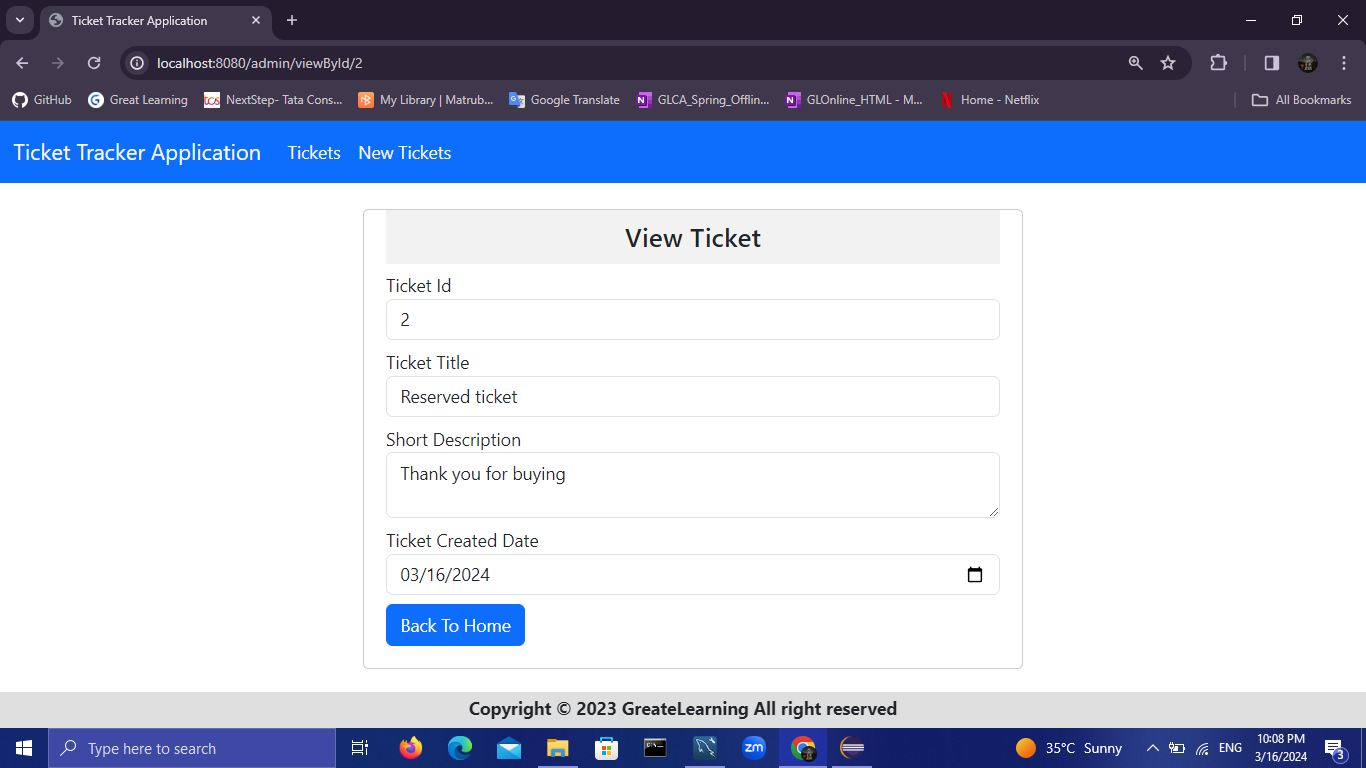 Ticket Tracker Application
localhost:8080/admin/viewById/2
GitHub Great Learning NextStep- Tata Cons... My Library | Matrub... Google Translate GLCA_Spring_Offlin... GLOnline_HTML - M... Home - Netflix All Bookmarks
Ticket Tracker Application Tickets New Tickets
View Ticket
Ticket Id
2
Ticket Title
Reserved ticket
Short Description
Thank you for buying
Ticket Created Date
03/16/2024
Back To Home
Copyright © 2023 GreateLearning All right reserved
Type here to search
zm
35°C Sunny
ENG
10:08 PM
3/16/2024
3